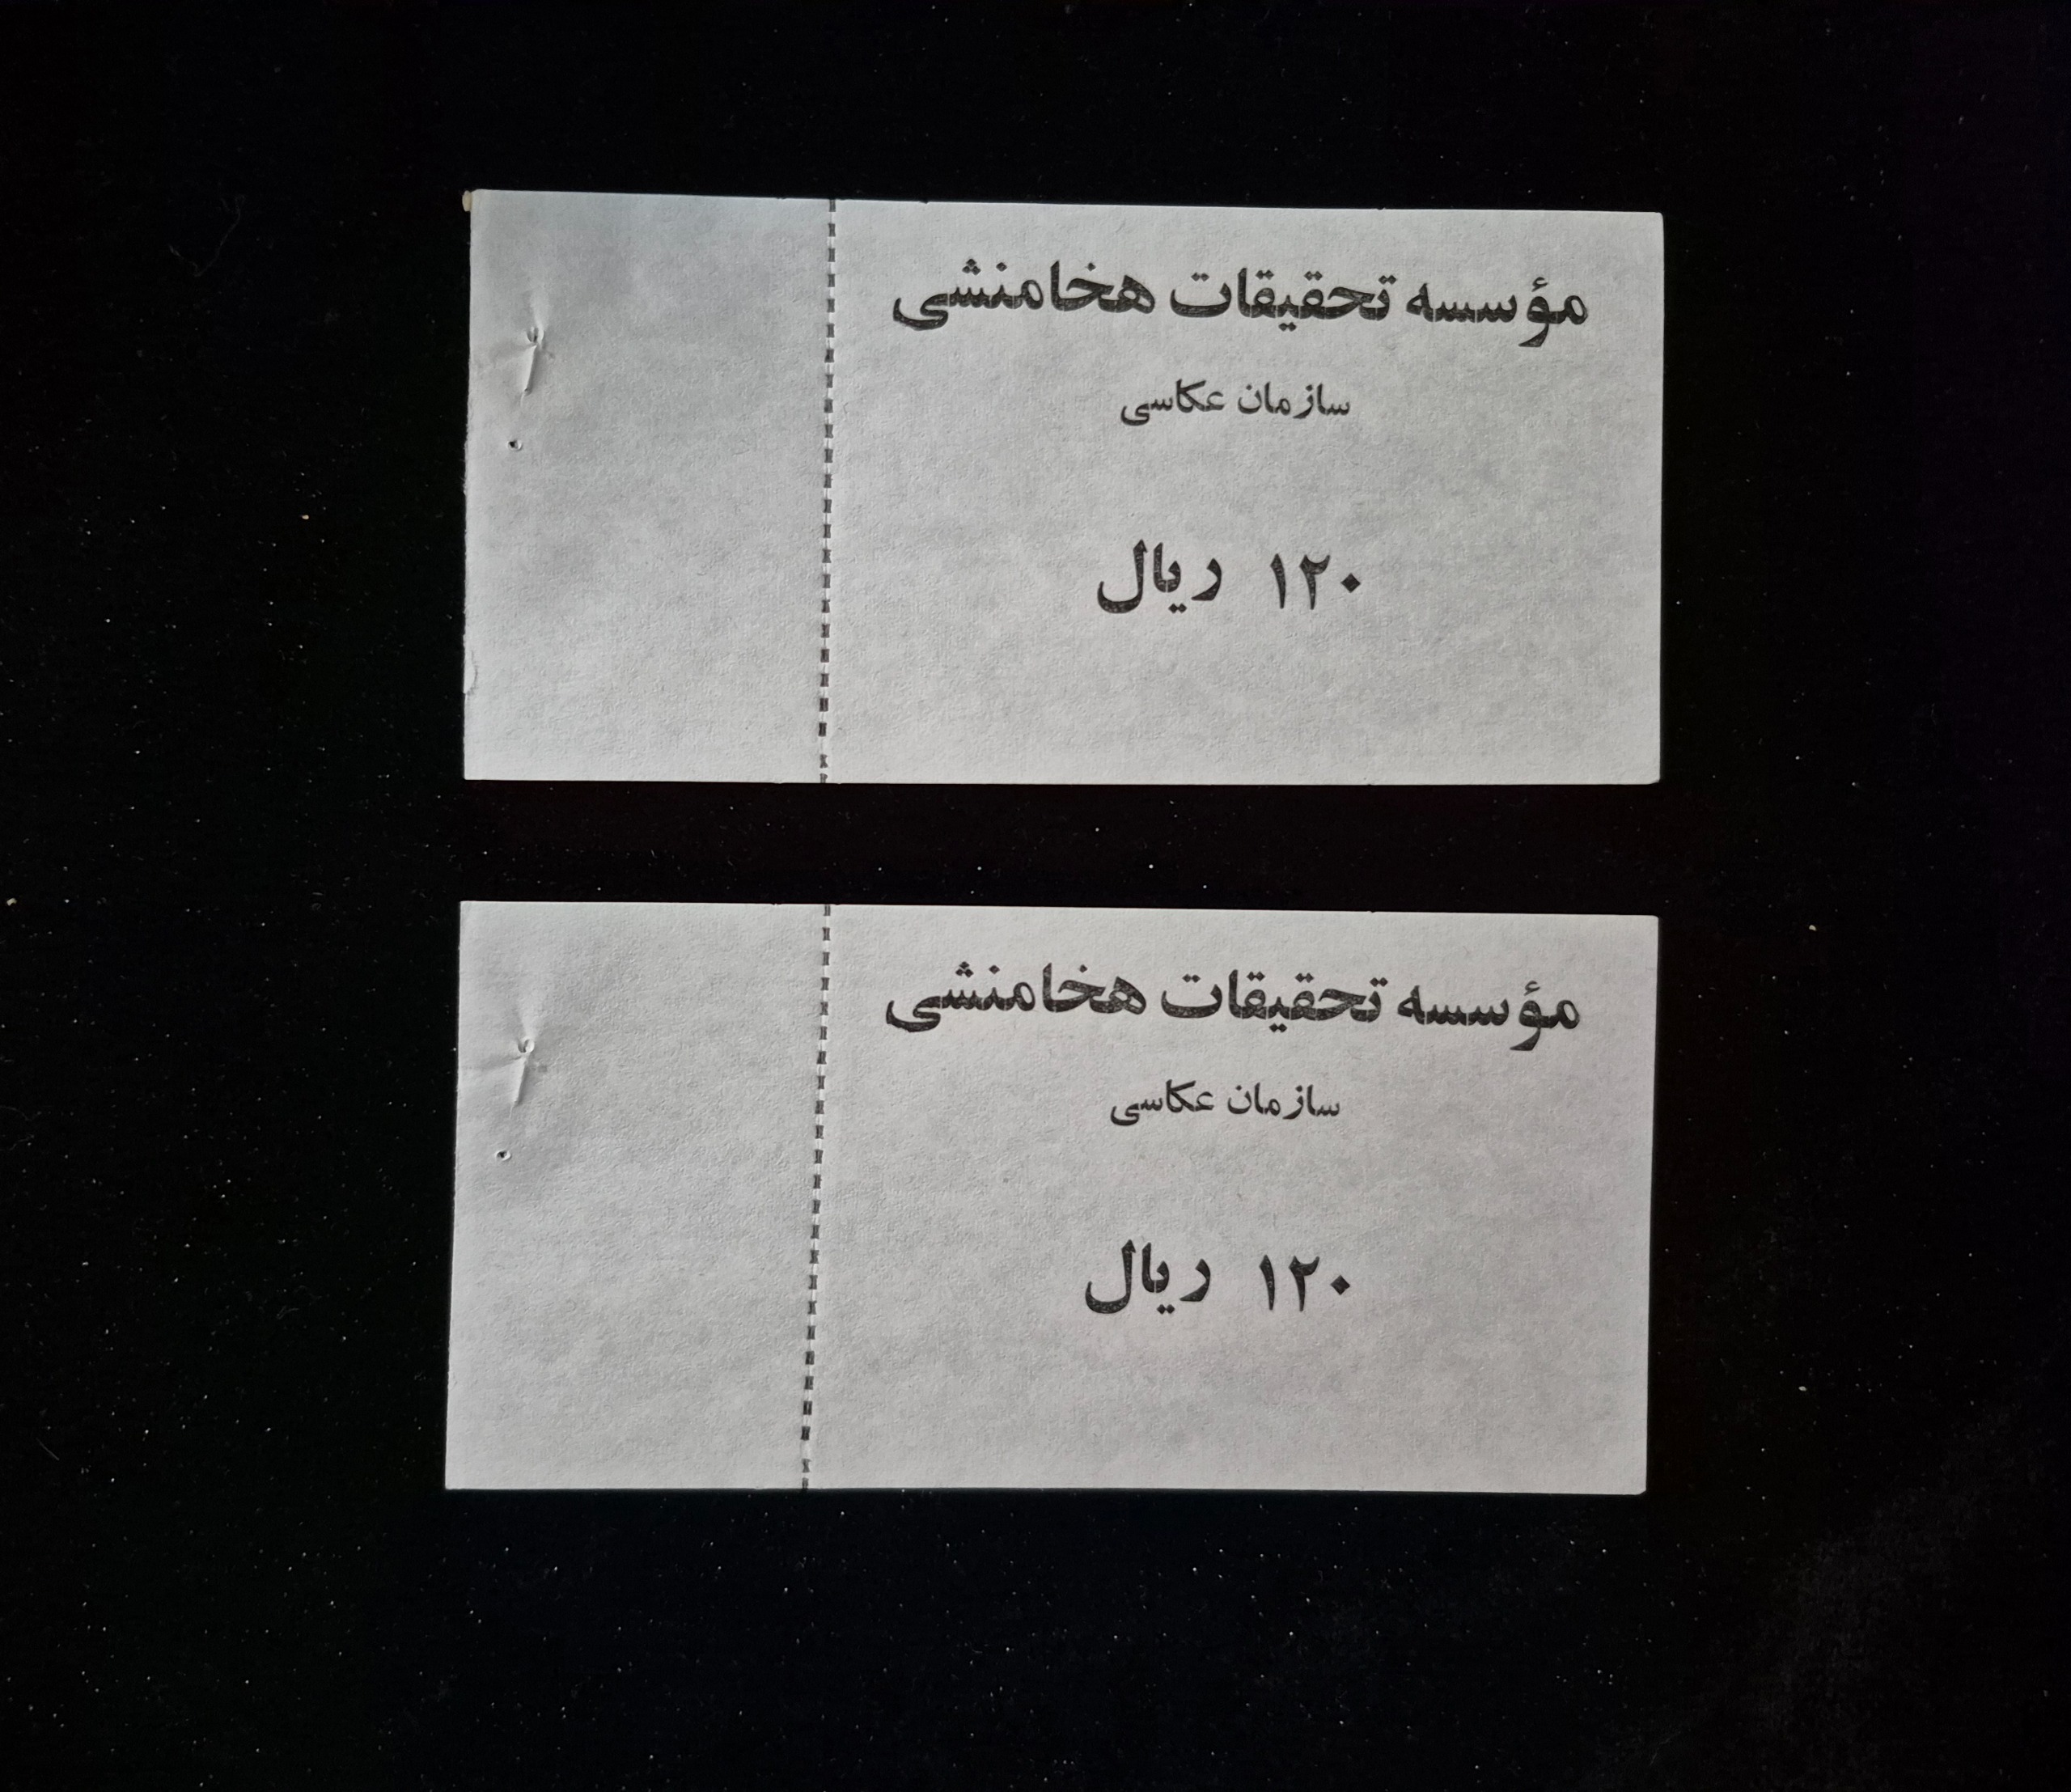 مؤسسه تحقیقات هخامنشی
سازمان عکاسی
۱۲۰ ریال
مؤسسه تحقیقات هخامنشی
سازمان عکاسی
۱۲۰ ریال